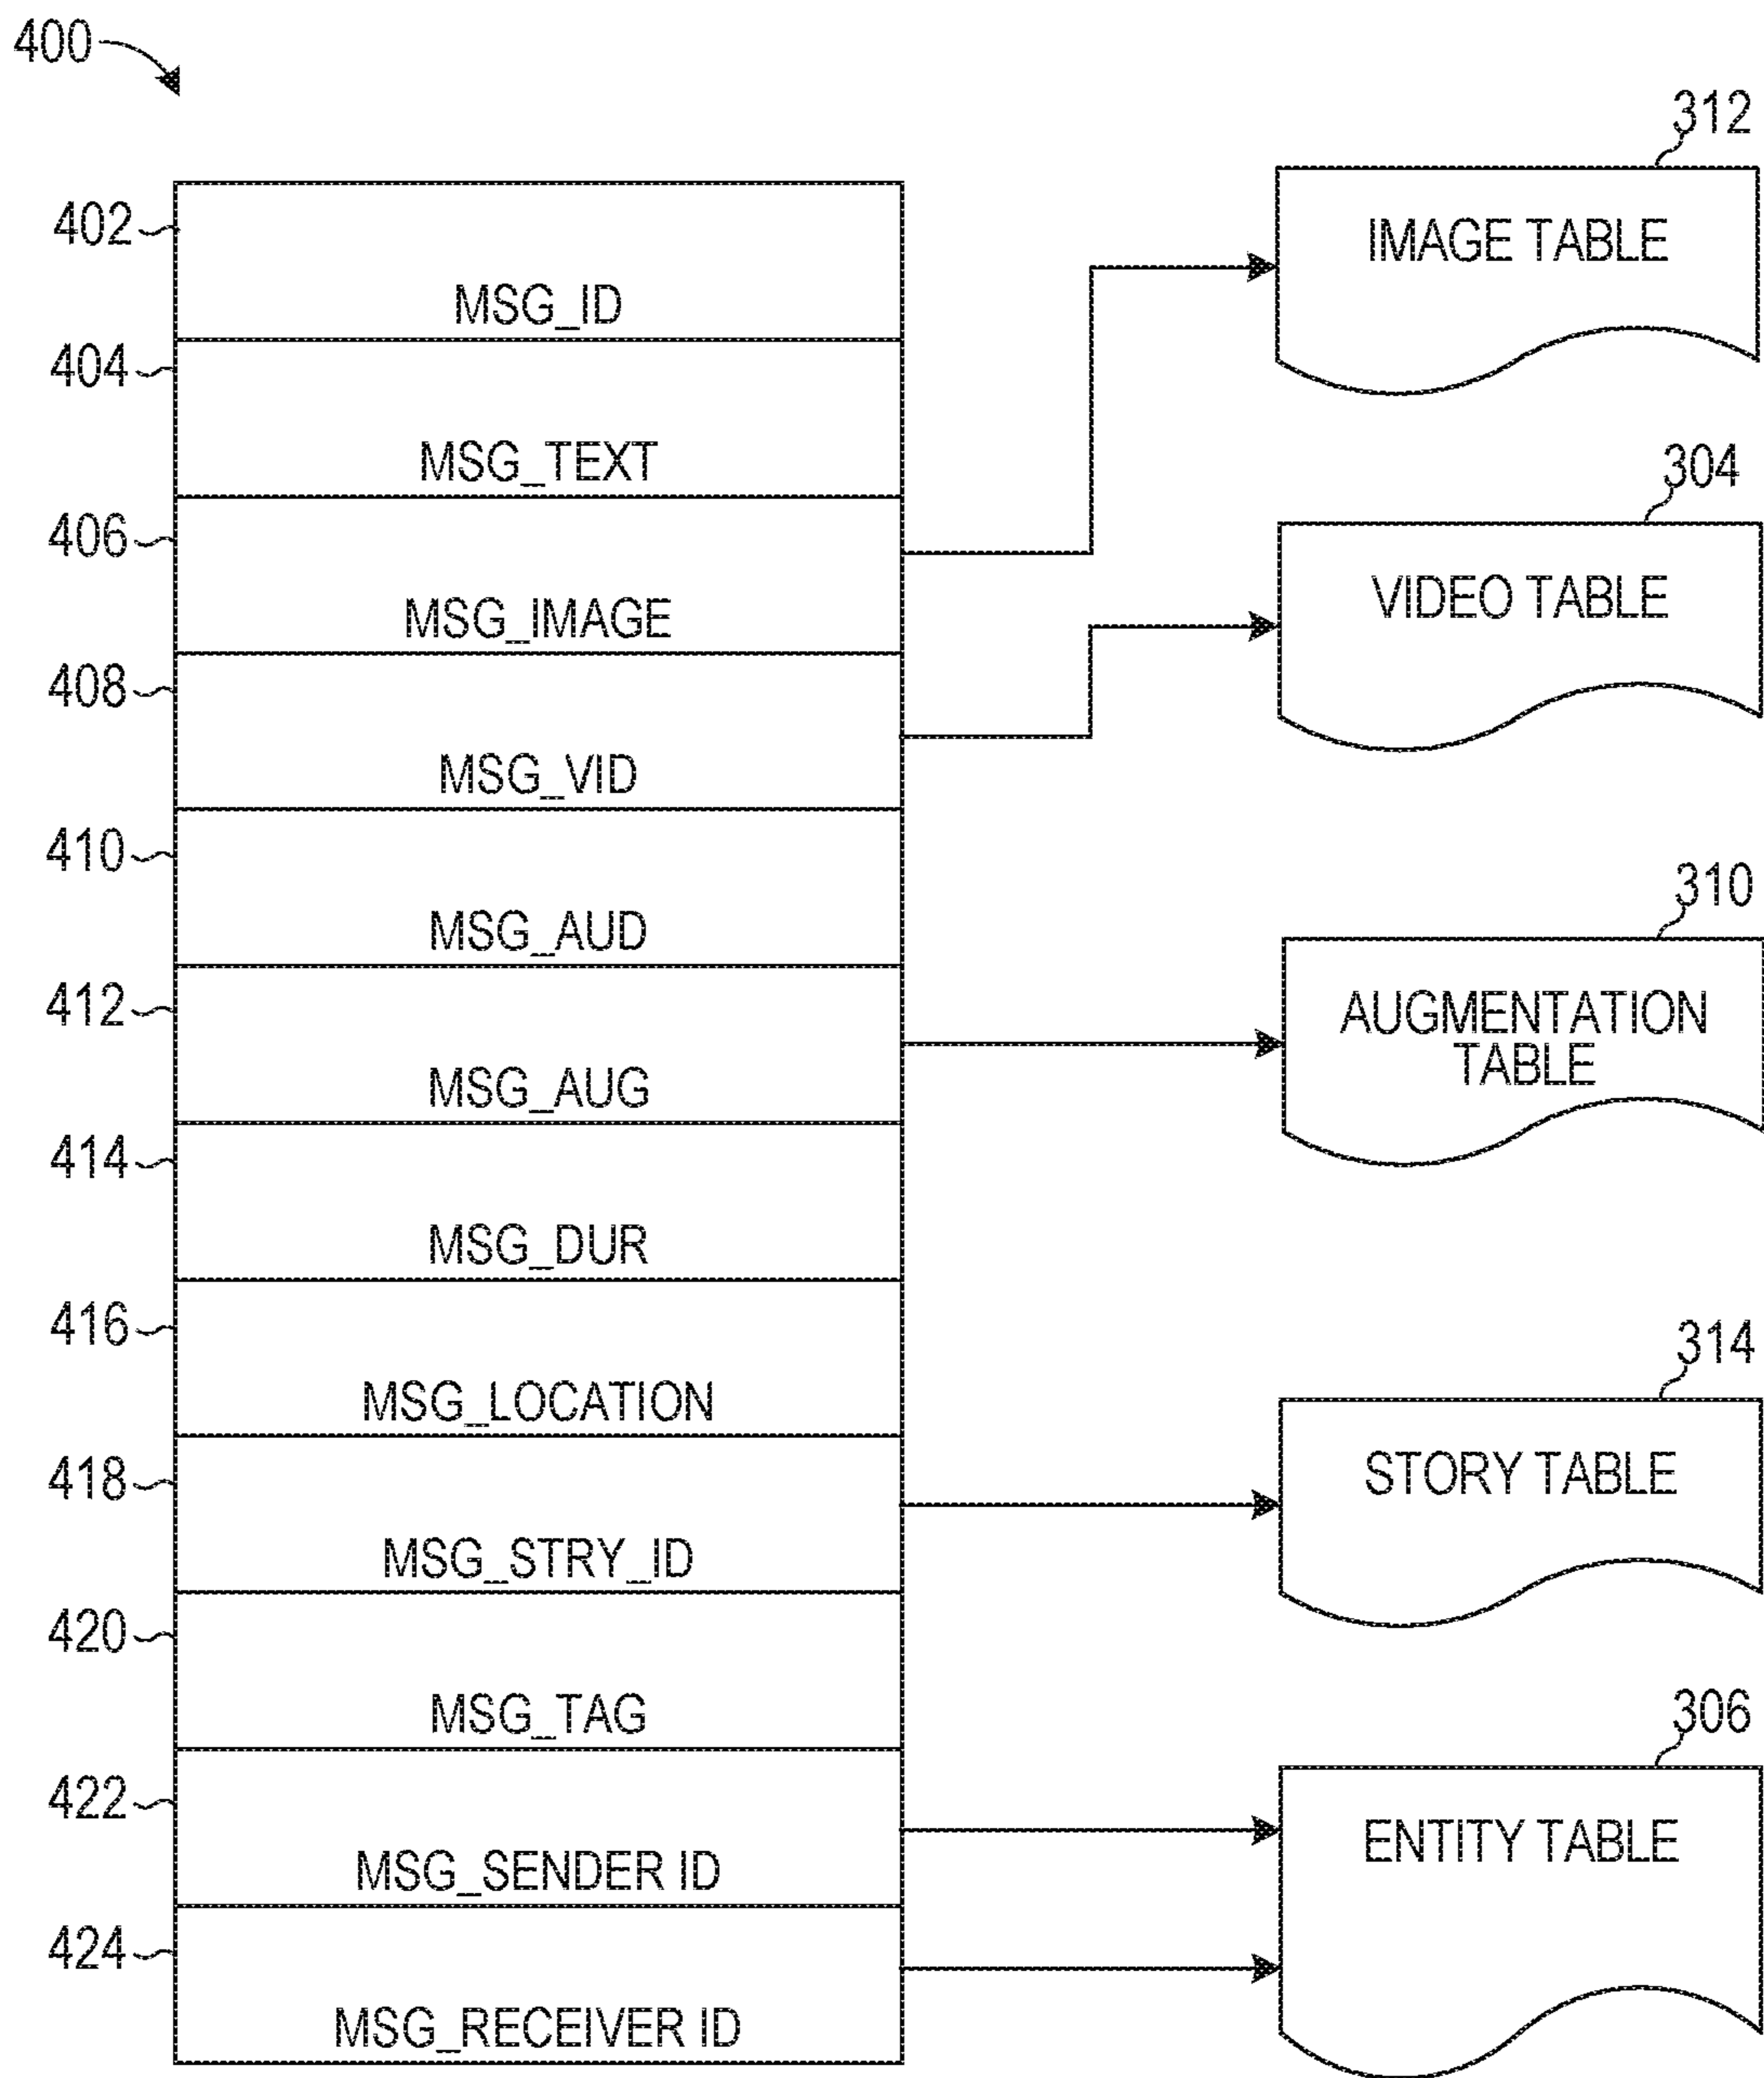 400
312
402
IMAGE TABLE
MSG_ID
404
MSG_TEXT
304
406
VIDEO TABLE
MSG_IMAGE
408
MSG_VID
410
310
MSG_AUD
412
AUGMENTATION
TABLE
MSG_AUG
414
MSG_DUR
416
314
MSG_LOCATION
418
STORY TABLE
MSG_STRY_ID
420
306
MSG_TAG
422
ENTITY TABLE
MSG_SENDER ID
424
MSG_RECEIVER ID